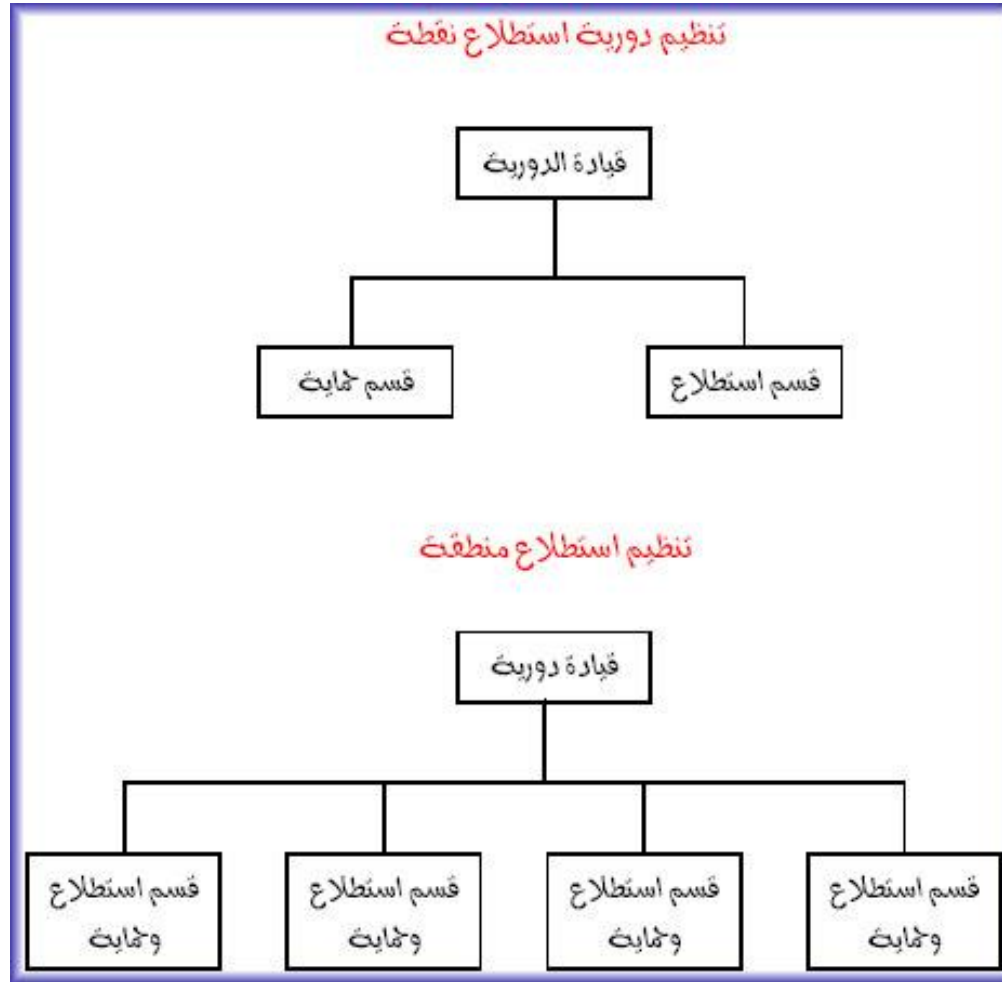 تنظيم دورية استطلاع نقطة
قيادة الدورية
قسم استطلاع
قسم حماية
تنظيم استطلاع منطقة
قيادة دورية
قسم استطلاع
وحماية
قسم استطلاع
وحماية
قسم استطلاع
وحماية
قسم استطلاع
وحماية